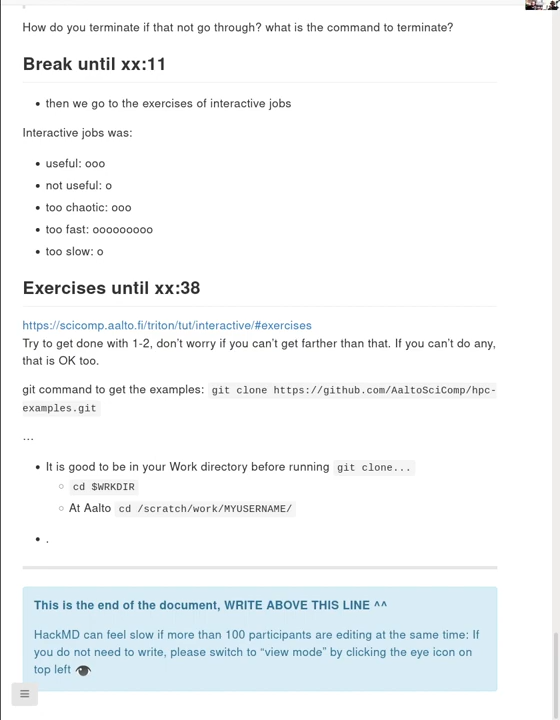 How do you terminate if that not go through? what is the command to terminate?
Break until xx:11
• then we go to the exercises of interactive jobs
Interactive jobs was:
• useful: ooo
• not useful: o
• too chaotic: ooo
• too fast: ooooooooo
• too slow: o
Exercises until xx:38
https://scicomp.aalto.fi/triton/tut/interactive/#exercises
Try to get done with 1-2, don't worry if you can't get farther than that. If you can't do any,
that is OK too.
git command to get the examples: git clone https://github.com/AaltoSciComp/hpc-
examples.git
…
• It is good to be in your Work directory before running git clone...
◦ cd $WRKDIR
◦ At Aalto cd /scratch/work/MYUSERNAME/
• .
This is the end of the document, WRITE ABOVE THIS LINE ^^
HackMD can feel slow if more than 100 participants are editing at the same time: If
you do not need to write, please switch to “view mode” by clicking the eye icon on
top left 👁